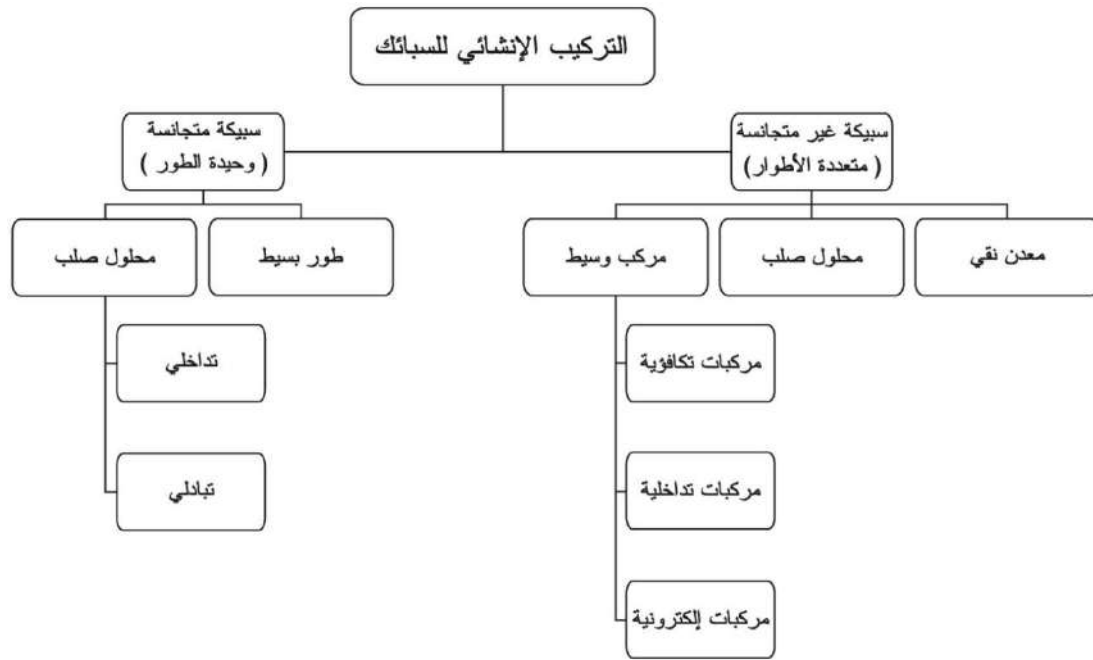 التركيب الإنشائي للسبائك
سبيكة غير متجانسة
( متعددة الأطوار)
سبيكة متجانسة
( وحيدة الطور )
معدن نقي
محلول صلب
مركب وسيط
طور بسيط
محلول صلب
مركبات تكافؤية
مركبات تداخلية
مركبات إلكترونية
تداخلي
تبادلي